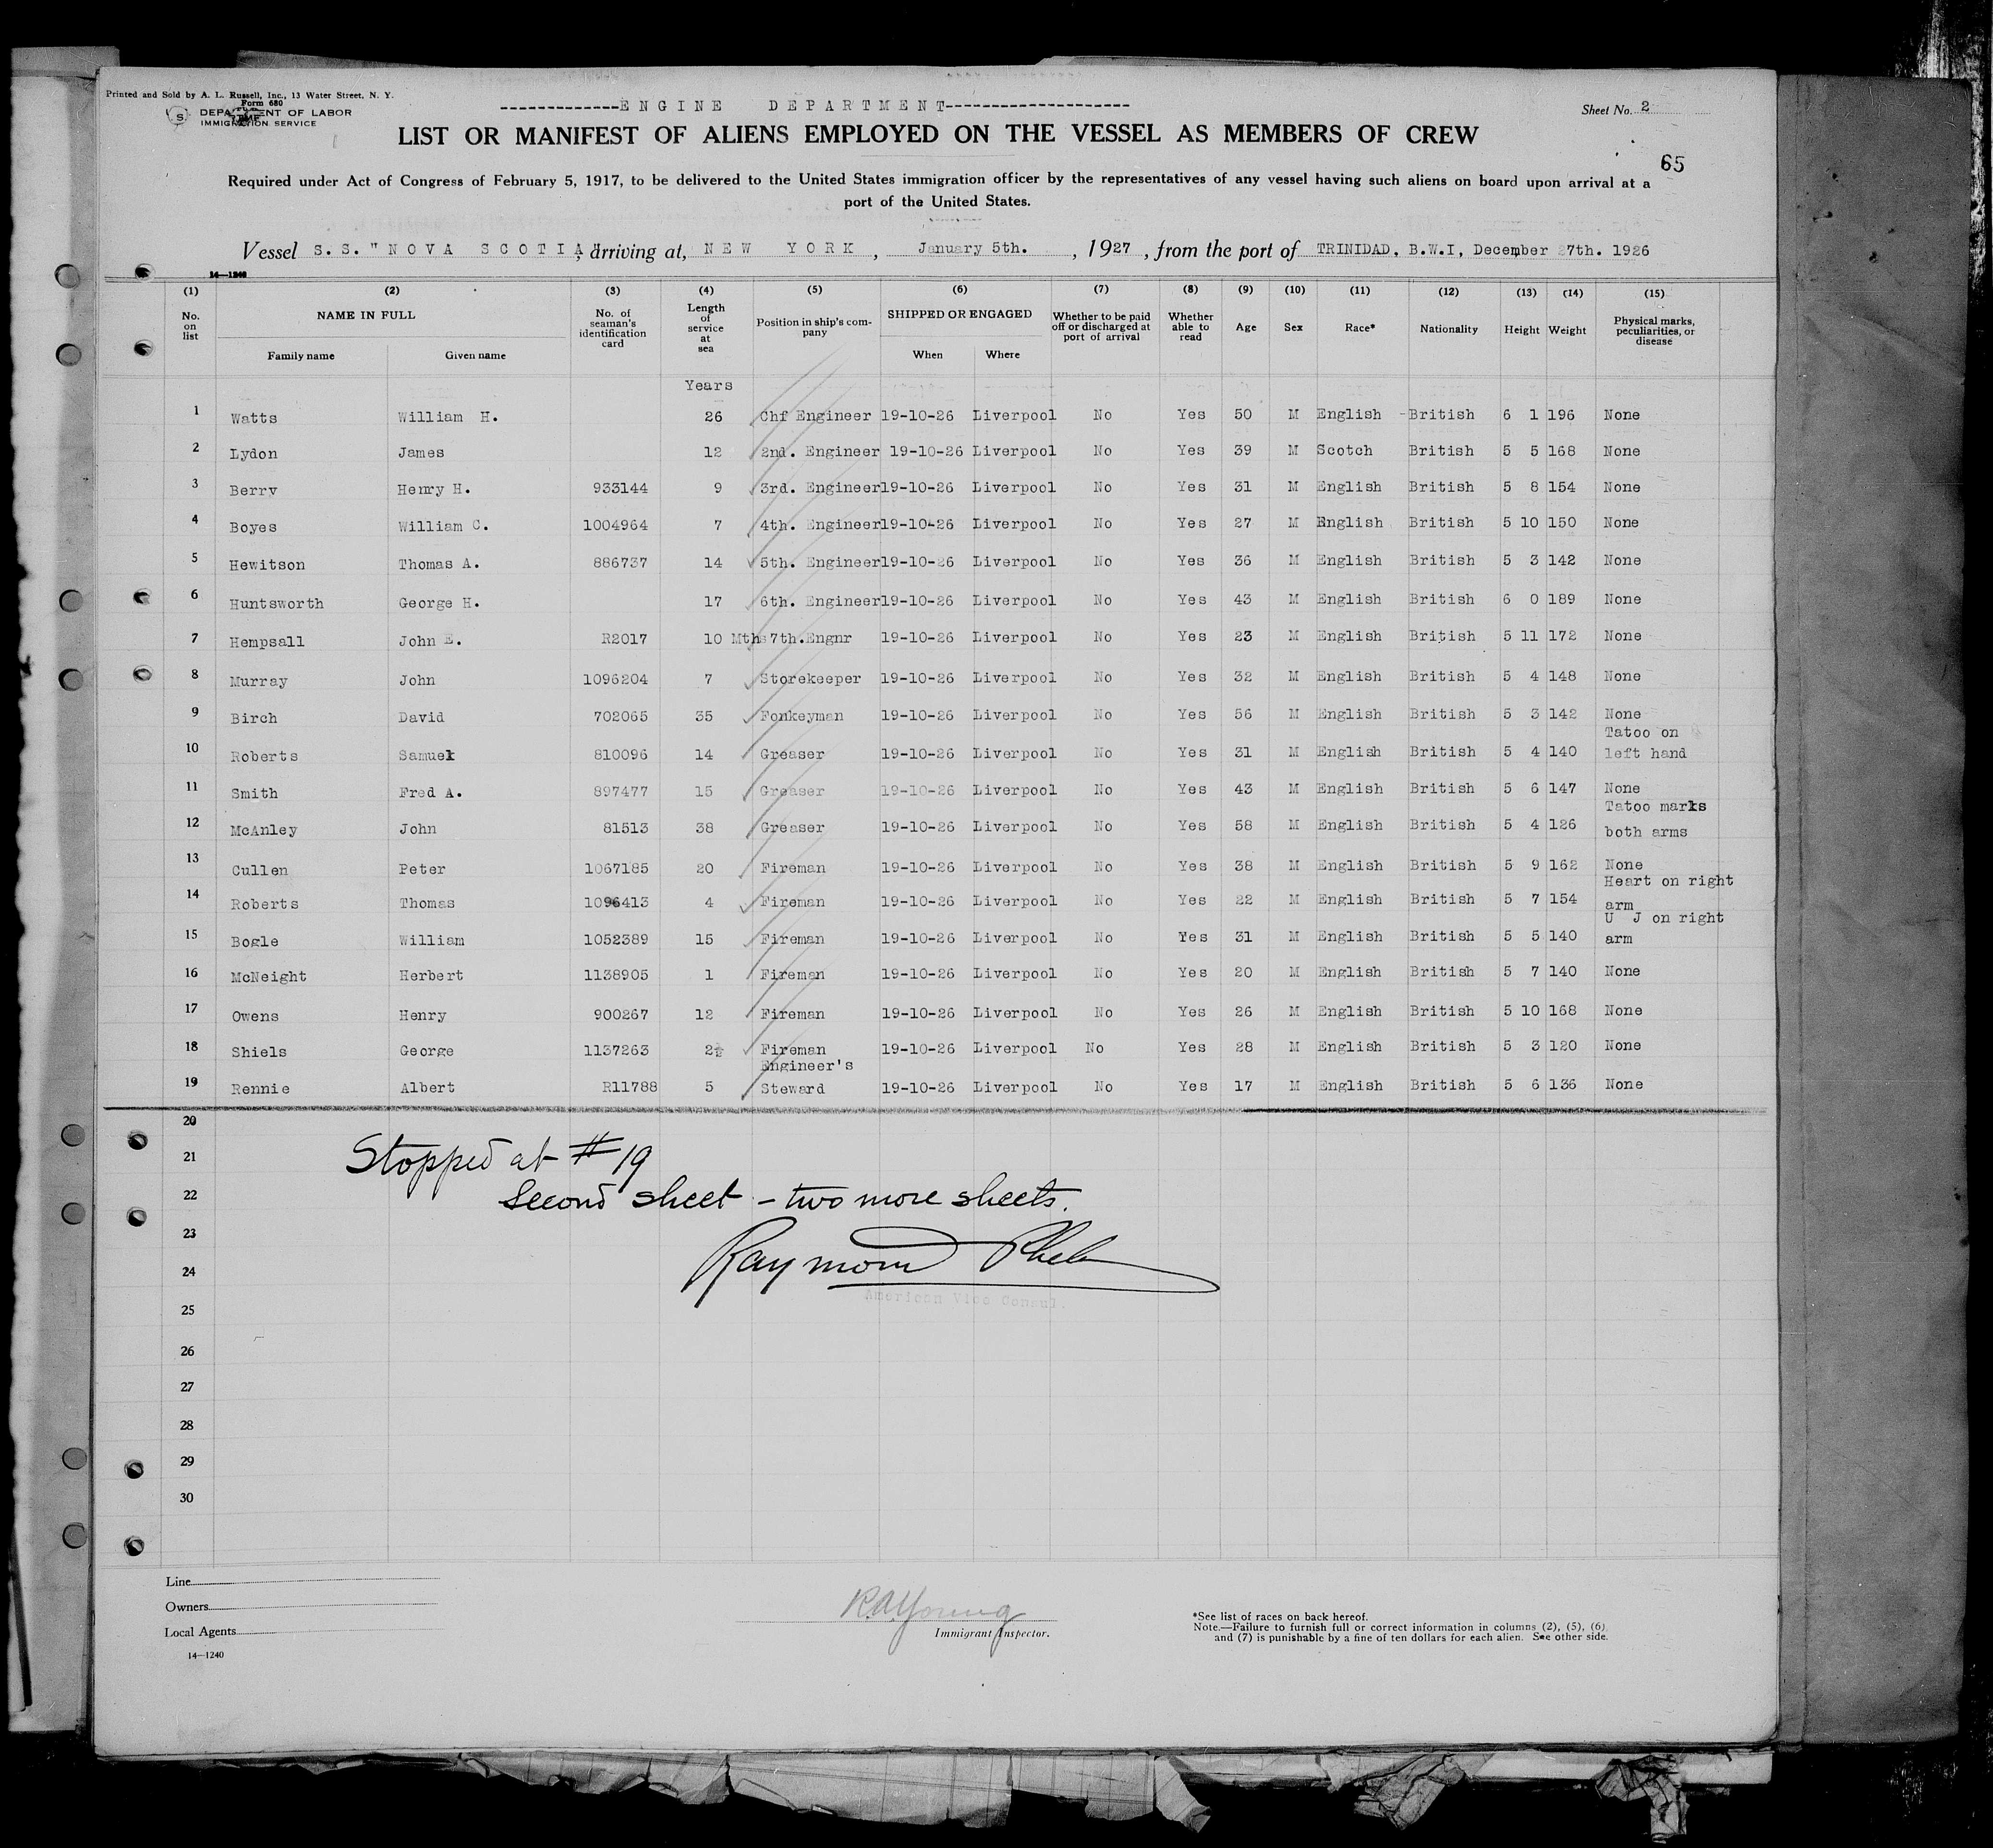 Printed and Sold by A. L. Russell, Inc., 13 Water Street, N. Y.
Form 680
DEPARTMENT OF LABOR
IMMIGRATION SERVICE
-------------ENGINE DEPARTMENT--------------------
Sheet No. 2
LIST OR MANIFEST OF ALIENS EMPLOYED ON THE VESSEL AS MEMBERS OF CREW
65
Required under Act of Congress of February 5, 1917, to be delivered to the United States immigration officer by the representatives of any vessel having such aliens on board upon arrival at a
port of the United States.
Vessel S.S. "NOVA SCOTIA", arriving at, NEW YORK, January 5th., 1927, from the port of TRINIDAD, B.W.I, December 27th. 1926
14—1240
(1) (2) (3) (4) (5) (6) (7) (8) (9) (10) (11) (12) (13) (14) (15)
No. on list NAME IN FULL Family name Given name No. of seaman's identification card Length of service at sea Position in ship's company SHIPPED OR ENGAGED When Where Whether to be paid off or discharged at port of arrival Whether able to read Age Sex Race* Nationality Height Weight Physical marks, peculiarities, or disease
Years
1 Watts William H. 26 Chf Engineer 19-10-26 Liverpool No Yes 50 M English British 6 1 196 None
2 Lydon James 12 2nd. Engineer 19-10-26 Liverpool No Yes 39 M Scotch British 5 5 168 None
3 Berry Henry H. 933144 9 3rd. Engineer 19-10-26 Liverpool No Yes 31 M English British 5 8 154 None
4 Boyes William C. 1004964 7 4th. Engineer 19-10-26 Liverpool No Yes 27 M English British 5 10 150 None
5 Hewitson Thomas A. 886737 14 5th. Engineer 19-10-26 Liverpool No Yes 36 M English British 5 3 142 None
6 Huntsworth George H. 17 6th. Engineer 19-10-26 Liverpool No Yes 43 M English British 6 0 189 None
7 Hempsall John E. R2017 10 Mths 7th.Engnr 19-10-26 Liverpool No Yes 23 M English British 5 11 172 None
8 Murray John 1096204 7 Storekeeper 19-10-26 Liverpool No Yes 32 M English British 5 4 148 None
9 Birch David 702065 35 Fonkeyman 19-10-26 Liverpool No Yes 56 M English British 5 3 142 None
10 Roberts Samuel 810096 14 Greaser 19-10-26 Liverpool No Yes 31 M English British 5 4 140 Tatoo on left hand
11 Smith Fred A. 897477 15 Greaser 19-10-26 Liverpool No Yes 43 M English British 5 6 147 None
12 McAnley John 81513 38 Greaser 19-10-26 Liverpool No Yes 58 M English British 5 4 126 Tatoo marks both arms
13 Cullen Peter 1067185 20 Fireman 19-10-26 Liverpool No Yes 38 M English British 5 9 162 None
14 Roberts Thomas 1096413 4 Fireman 19-10-26 Liverpool No Yes 22 M English British 5 7 154 Heart on right arm
15 Bogle William 1052389 15 Fireman 19-10-26 Liverpool No Yes 31 M English British 5 5 140 U J on right arm
16 McNeight Herbert 1138905 1 Fireman 19-10-26 Liverpool No Yes 20 M English British 5 7 140 None
17 Owens Henry 900267 12 Fireman 19-10-26 Liverpool No Yes 26 M English British 5 10 168 None
18 Shiels George 1137263 2 Fireman 19-10-26 Liverpool No Yes 28 M English British 5 3 120 None
19 Rennie Albert R11788 5 Engineer's Steward 19-10-26 Liverpool No Yes 17 M English British 5 6 136 None
20
21
22
23
24
25
26
27
28
29
30
Stopped at #19
Second sheet - two more sheets.
Raymond
American Vice Consul.
Line
Owners
Local Agents
14—1240
R.A. Young
Immigrant Inspector.
*See list of races on back hereof.
Note.—Failure to furnish full or correct information in columns (2), (5), (6)
and (7) is punishable by a fine of ten dollars for each alien. See other side.